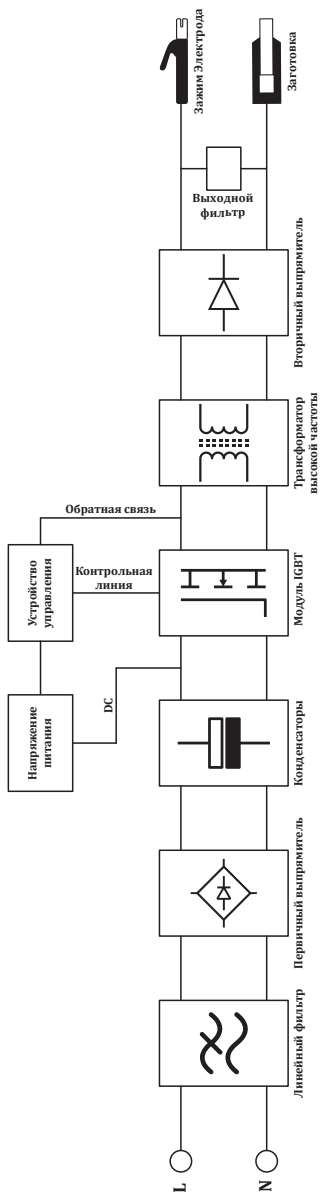 L
N
Линейный фильтр
Первичный выпрямитель
Конденсаторы
Напряжение
питания
DC
Устройство
управления
Контрольная
линия
Обратная связь
Модуль IGBT
Трансформатор
высокой частоты
Вторичный выпрямитель
Выходной
фильтр
Зажим Электрода
Заготовка